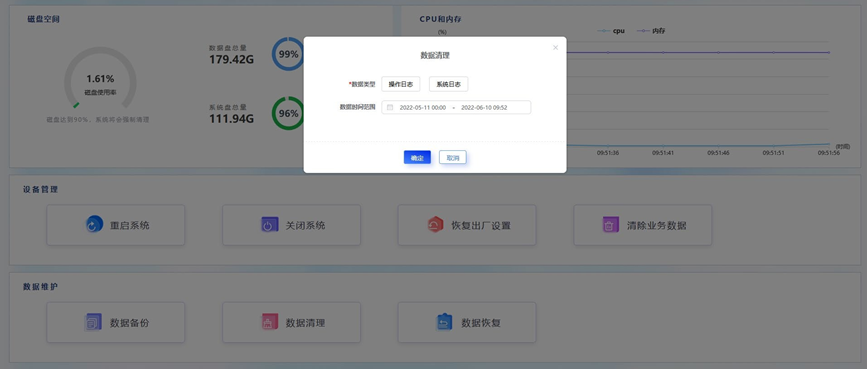 磁盘空间
1.61%
磁盘使用率
磁盘达到90%，系统将会强制清理
数据盘总量
179.42G
99%
系统盘总量
111.94G
96%
CPU和内存
(%)
cpu
内存
09:51:36
09:51:41
09:51:46
09:51:51
09:51:56
(时间)
数据清理
*数据类型
操作日志
系统日志
数据时间范围
2022-05-11 00:00 - 2022-06-10 09:52
确定
取消
设备管理
重启系统
关闭系统
恢复出厂设置
清除业务数据
数据维护
数据备份
数据清理
数据恢复